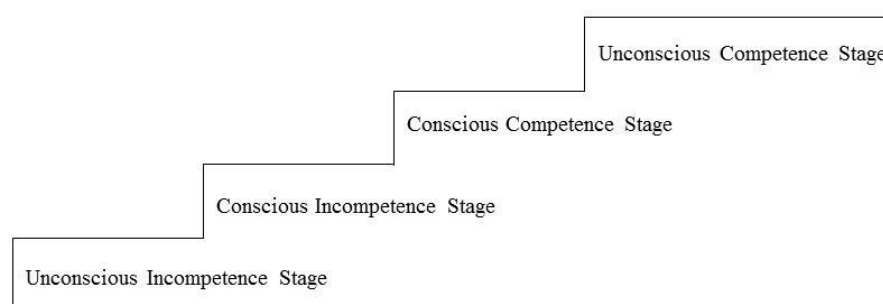 Unconscious Competence Stage
Conscious Competence Stage
Conscious Incompetence Stage
Unconscious Incompetence Stage